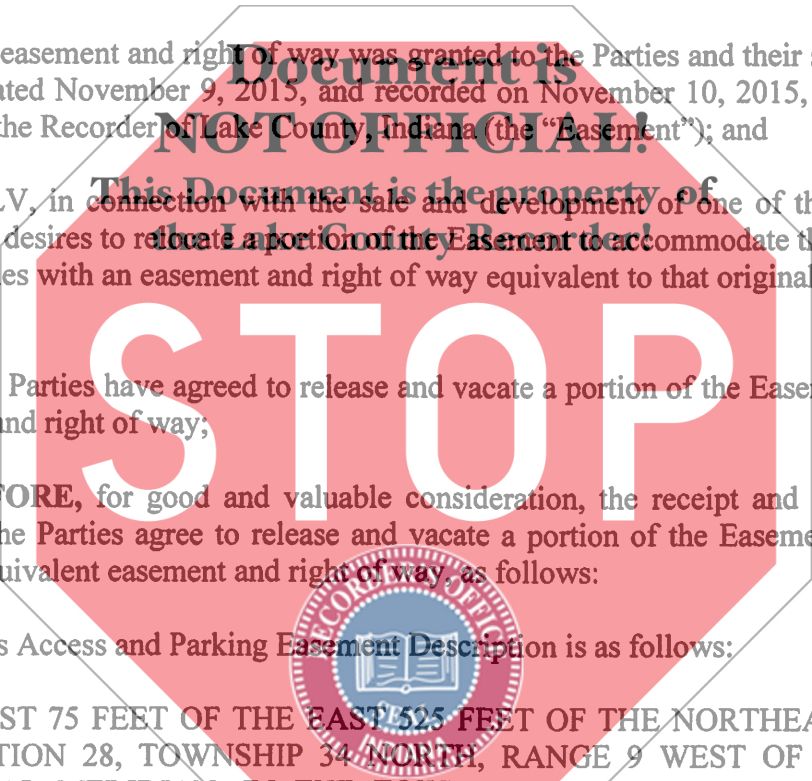 easement and right of way was granted to the Parties and their
Document is
ated November 9, 2015, and recorded on November 10, 2015,
the Recorder of Lake County, Indiana (the “Easement”); and
NOT OFFICIAL!
This Document is the property of
LV, in connection with the sale and development of one of th
the Lake County Recorder!
desires to relocate a portion of the Easement to accommodate th
es with an easement and right of way equivalent to that original
STOP
Parties have agreed to release and vacate a portion of the Easer
nd right of way;
FORE, for good and valuable consideration, the receipt and
he Parties agree to release and vacate a portion of the Easeme
uivalent easement and right of way, as follows:
RECORDER'S OFFICE
s Access and Parking Easement Description is as follows:
SEAL
ST 75 FEET OF THE EAST 525 FEET OF THE NORTHEA
INDIANA
TION 28, TOWNSHIP 34 NORTH, RANGE 9 WEST OF